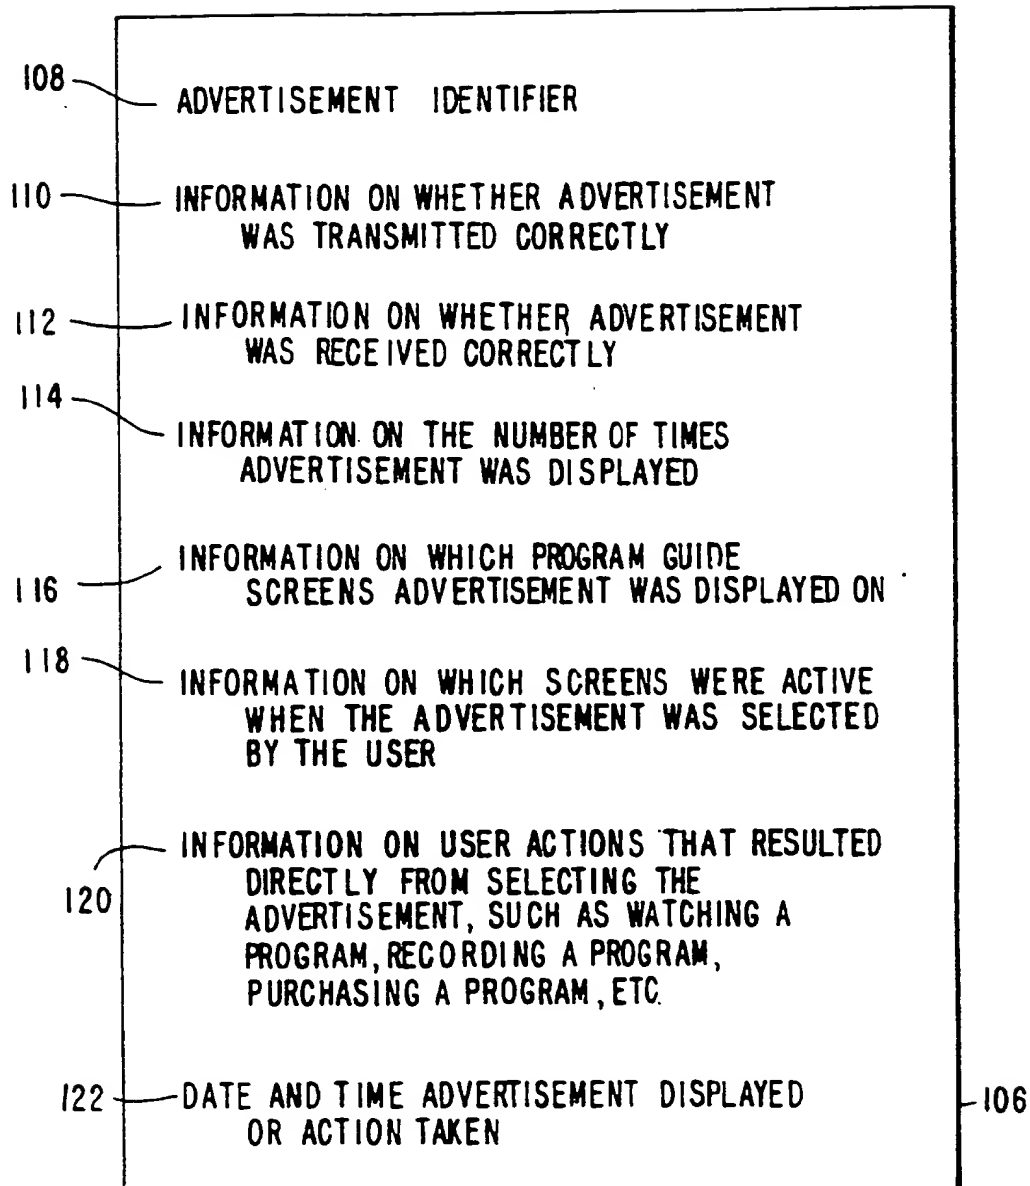 108
ADVERTISEMENT IDENTIFIER
110
INFORMATION ON WHETHER ADVERTISEMENT
WAS TRANSMITTED CORRECTLY
112
INFORMATION ON WHETHER ADVERTISEMENT
WAS RECEIVED CORRECTLY
114
INFORMATION ON THE NUMBER OF TIMES
ADVERTISEMENT WAS DISPLAYED
116
INFORMATION ON WHICH PROGRAM GUIDE
SCREENS ADVERTISEMENT WAS DISPLAYED ON
118
INFORMATION ON WHICH SCREENS WERE ACTIVE
WHEN THE ADVERTISEMENT WAS SELECTED
BY THE USER
120
INFORMATION ON USER ACTIONS THAT RESULTED
DIRECTLY FROM SELECTING THE
ADVERTISEMENT, SUCH AS WATCHING A
PROGRAM, RECORDING A PROGRAM,
PURCHASING A PROGRAM, ETC.
122
DATE AND TIME ADVERTISEMENT DISPLAYED
OR ACTION TAKEN
106